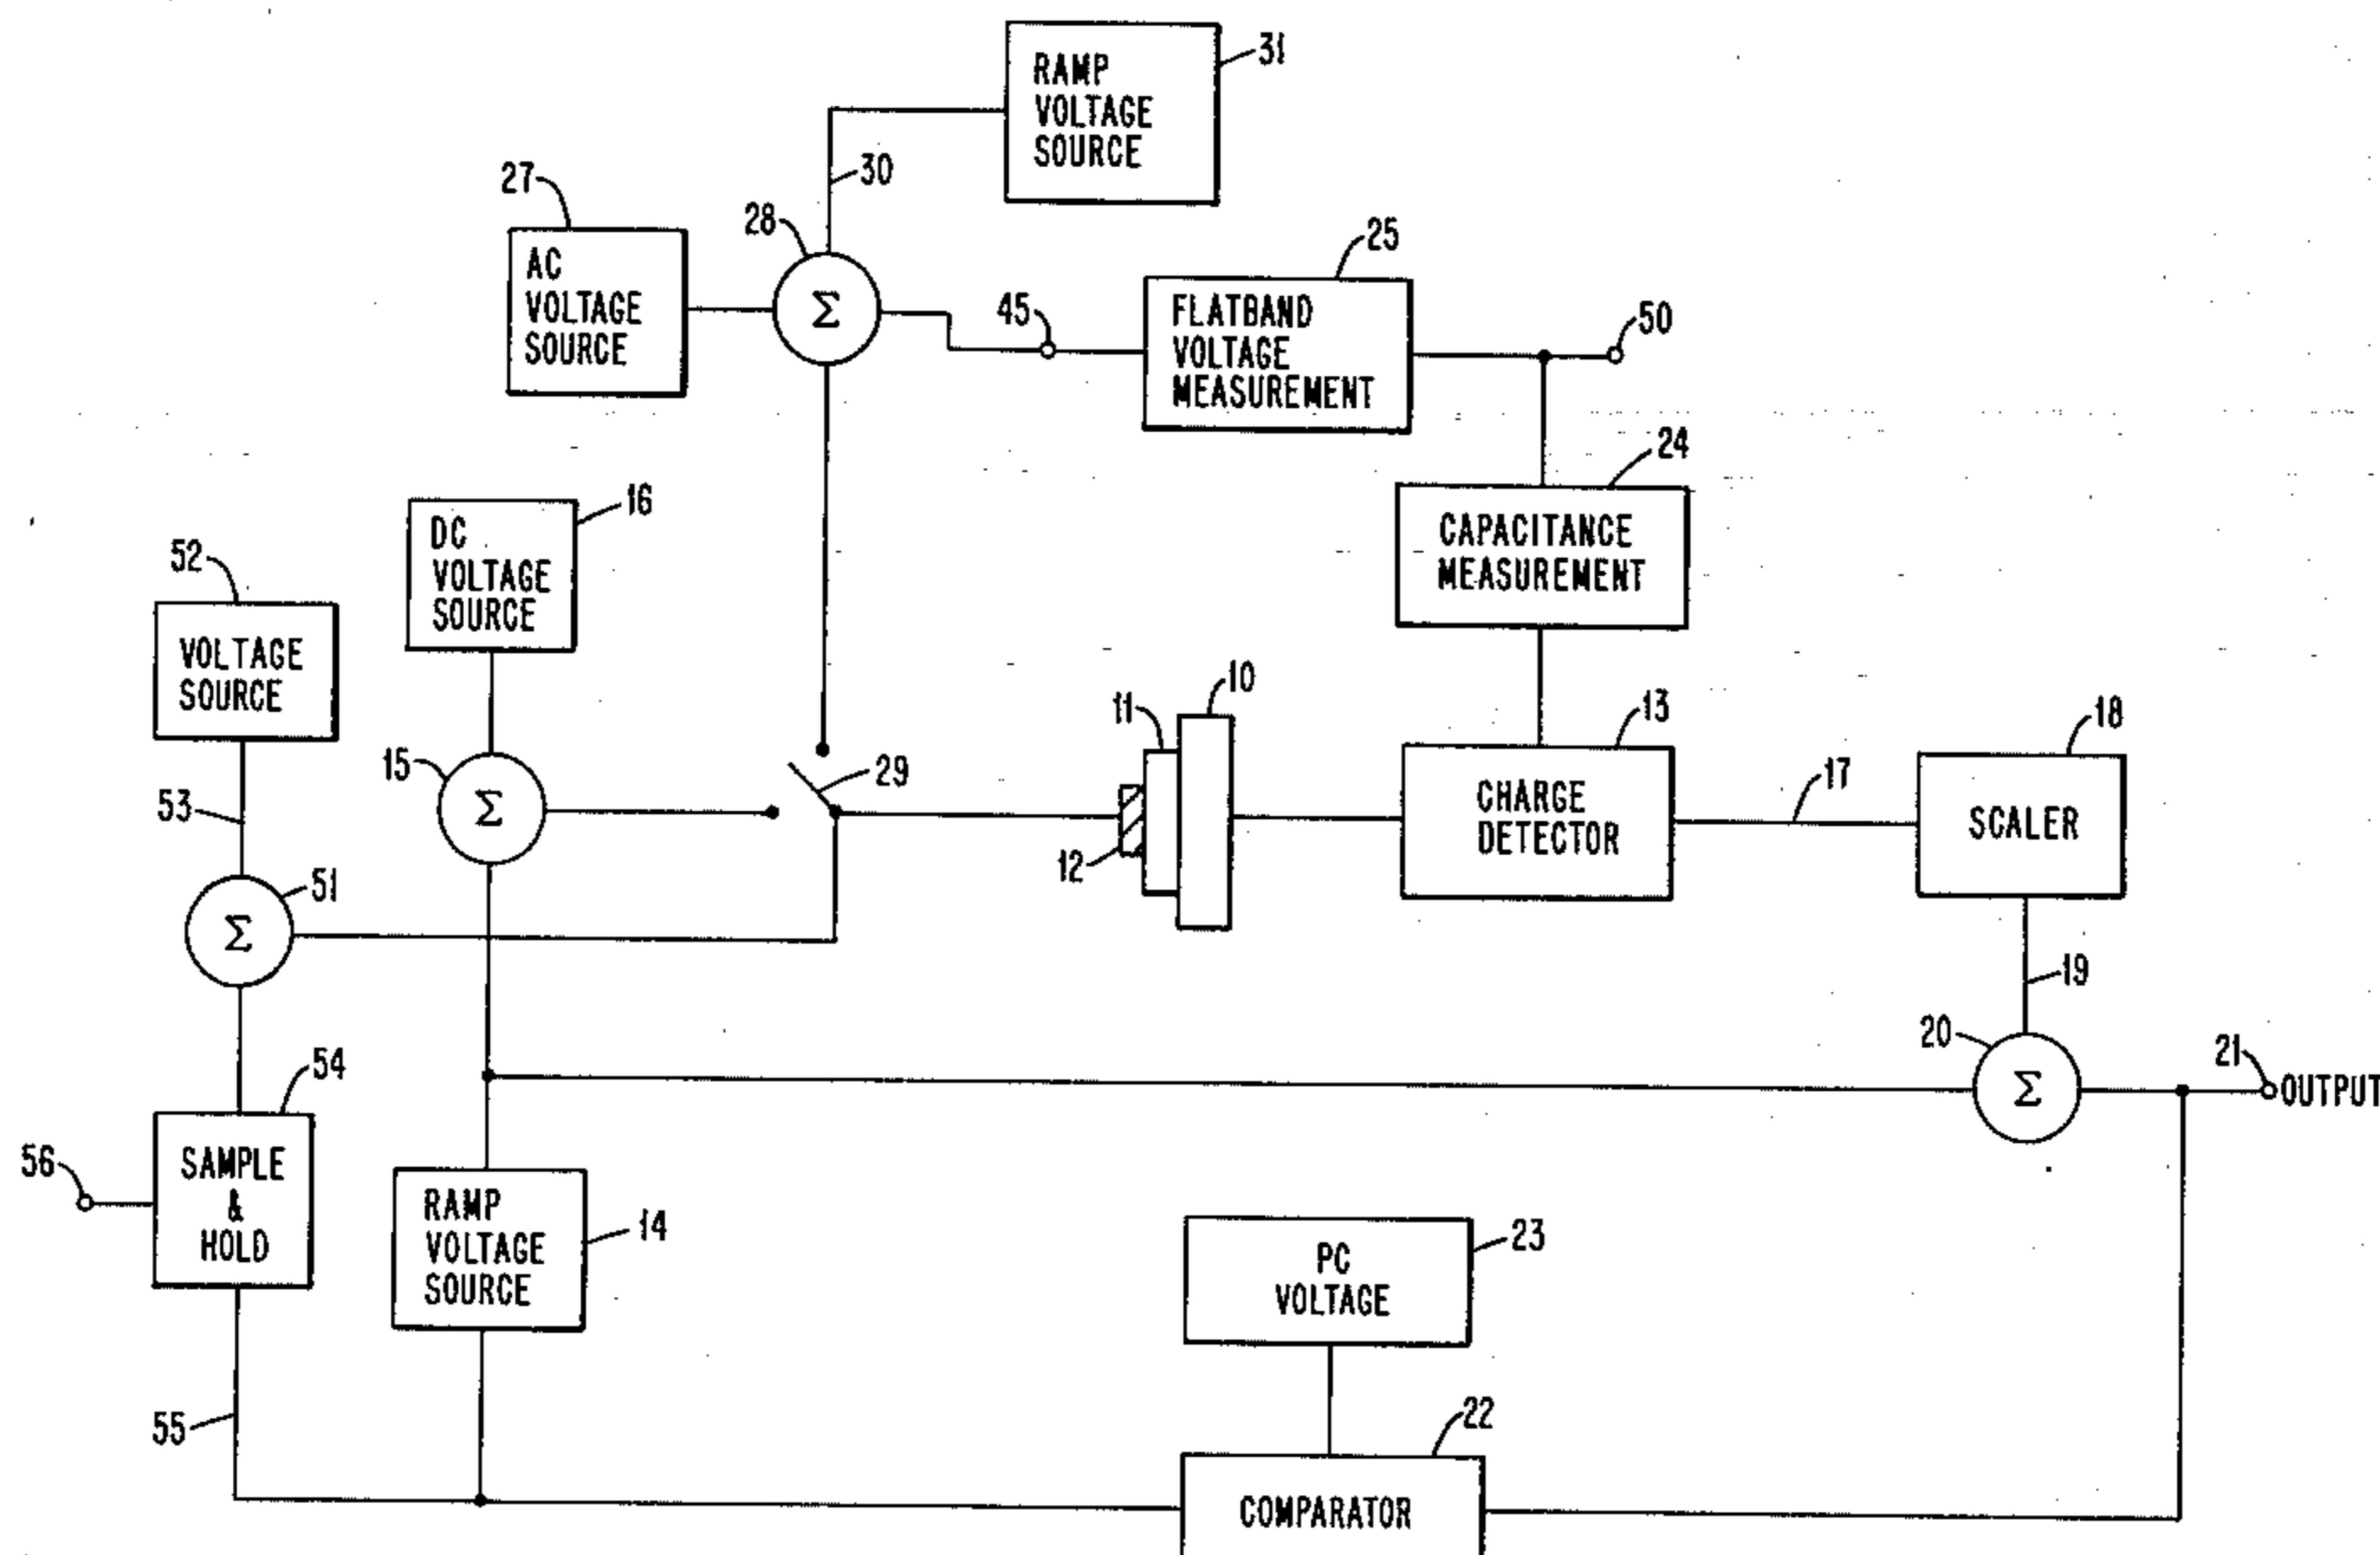 31
RAMP
VOLTAGE
SOURCE
30
27
28
25
AC
VOLTAGE
SOURCE
Σ
45
FLATBAND
VOLTAGE
MEASUREMENT
50
24
16
DC
VOLTAGE
SOURCE
CAPACITANCE
MEASUREMENT
52
VOLTAGE
SOURCE
10
11
13
18
15
Σ
29
53
12
CHARGE
DETECTOR
17
SCALER
51
Σ
19
20
21
54
Σ
OUTPUT
56
SAMPLE
&
HOLD
RAMP
VOLTAGE
SOURCE
14
PC
VOLTAGE
23
55
22
COMPARATOR